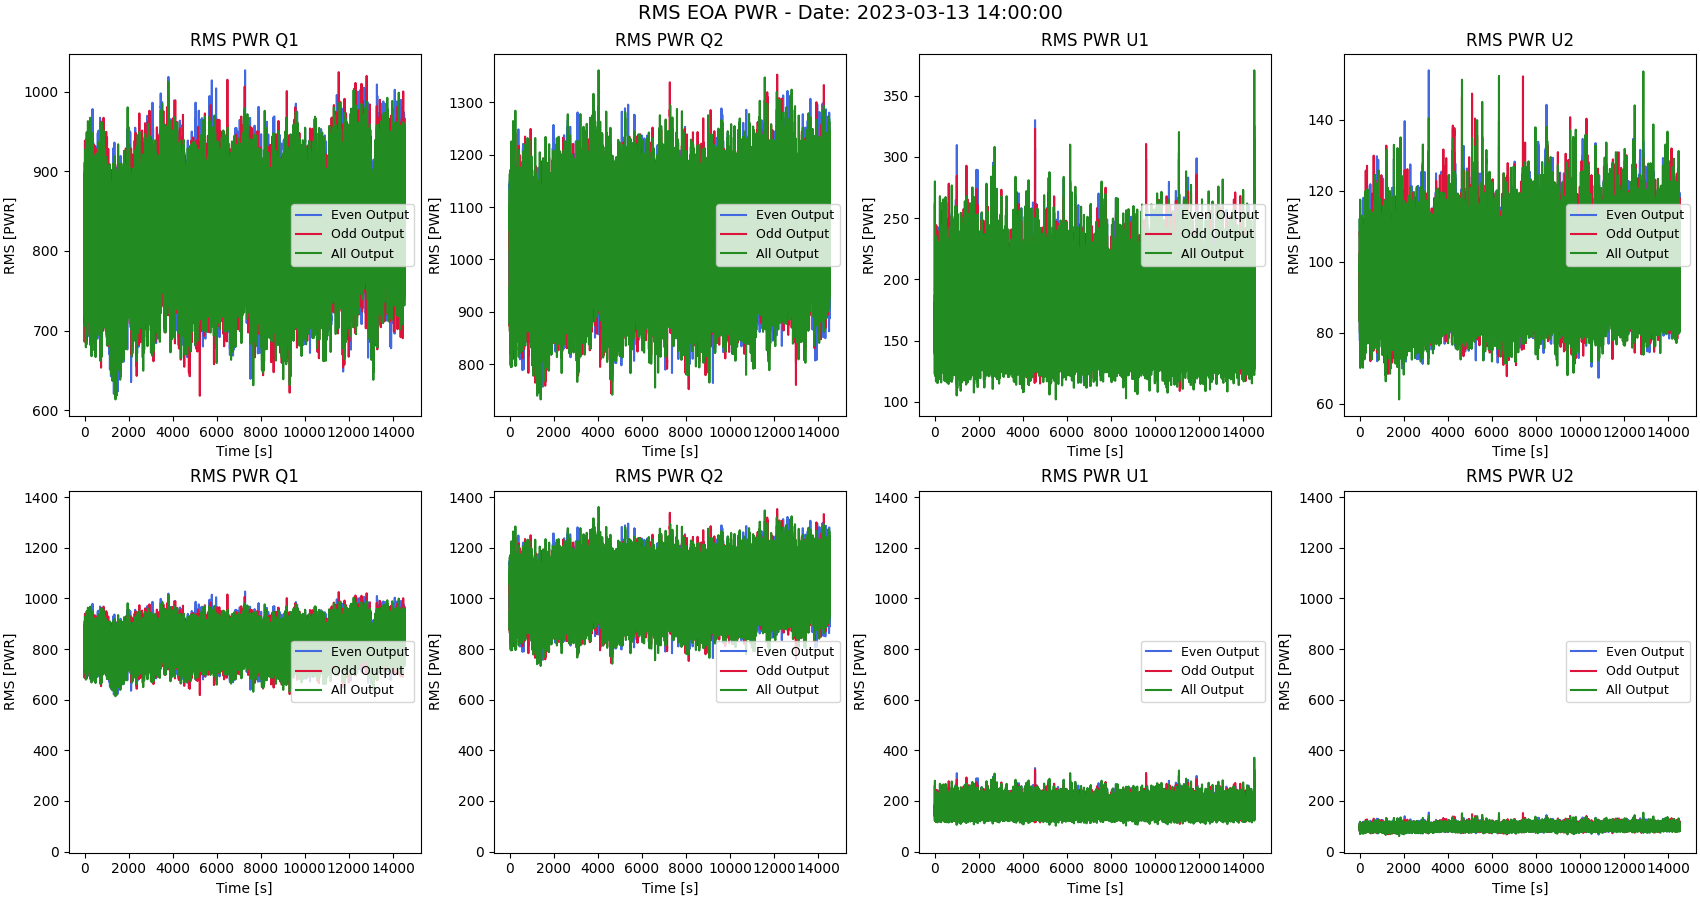 RMS EOA PWR - Date: 2023-03-13 14:00:00
RMS PWR Q1
RMS [PWR]
1000
900
800
700
600
0 2000 4000 6000 8000 10000 12000 14000
Time [s]
Even Output
Odd Output
All Output
RMS PWR Q2
RMS [PWR]
1300
1200
1100
1000
900
800
0 2000 4000 6000 8000 10000 12000 14000
Time [s]
Even Output
Odd Output
All Output
RMS PWR U1
RMS [PWR]
350
300
250
200
150
100
0 2000 4000 6000 8000 10000 12000 14000
Time [s]
Even Output
Odd Output
All Output
RMS PWR U2
RMS [PWR]
140
120
100
80
60
0 2000 4000 6000 8000 10000 12000 14000
Time [s]
Even Output
Odd Output
All Output
RMS PWR Q1
RMS [PWR]
1400
1200
1000
800
600
400
200
0
0 2000 4000 6000 8000 10000 12000 14000
Time [s]
Even Output
Odd Output
All Output
RMS PWR Q2
RMS [PWR]
1400
1200
1000
800
600
400
200
0
0 2000 4000 6000 8000 10000 12000 14000
Time [s]
Even Output
Odd Output
All Output
RMS PWR U1
RMS [PWR]
1400
1200
1000
800
600
400
200
0
0 2000 4000 6000 8000 10000 12000 14000
Time [s]
Even Output
Odd Output
All Output
RMS PWR U2
RMS [PWR]
1400
1200
1000
800
600
400
200
0
0 2000 4000 6000 8000 10000 12000 14000
Time [s]
Even Output
Odd Output
All Output